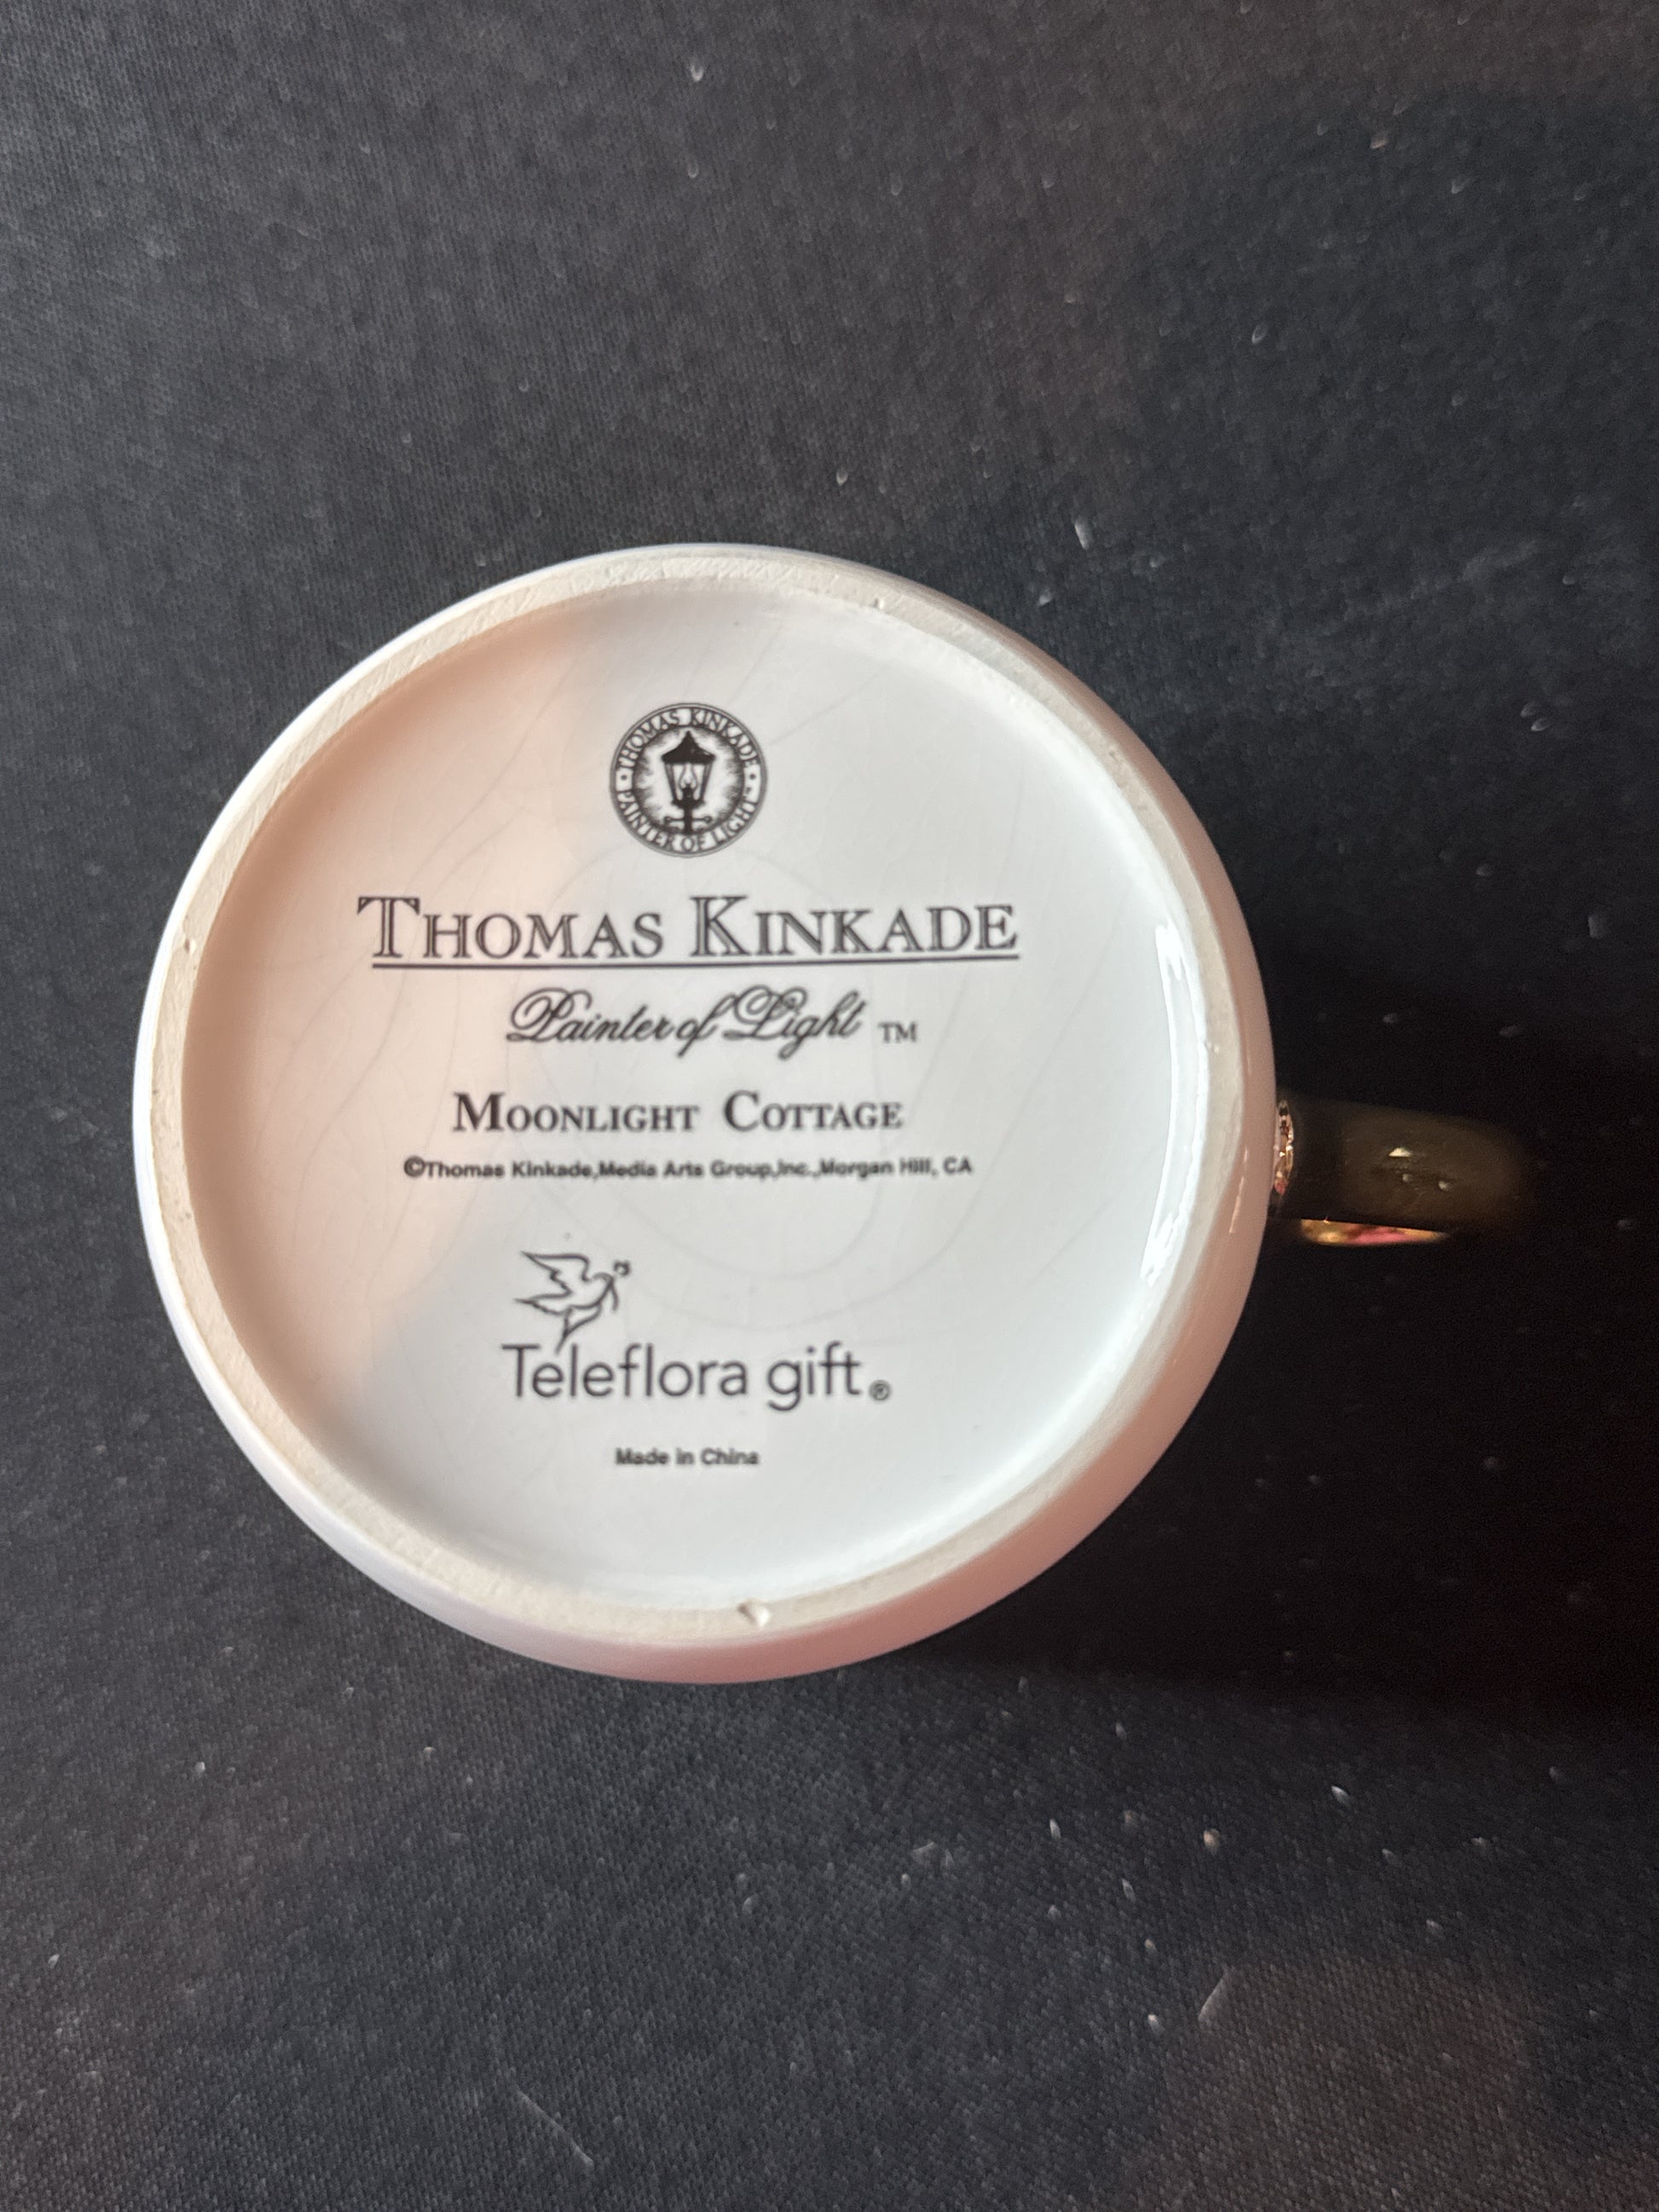 THOMAS KINKADE
PAINTER OF LIGHT
THOMAS KINKADE
Painter of Light TM
MOONLIGHT COTTAGE
©Thomas Kinkade,Media Arts Group,Inc.,Morgan Hill, CA
Teleflora gift®
Made in China